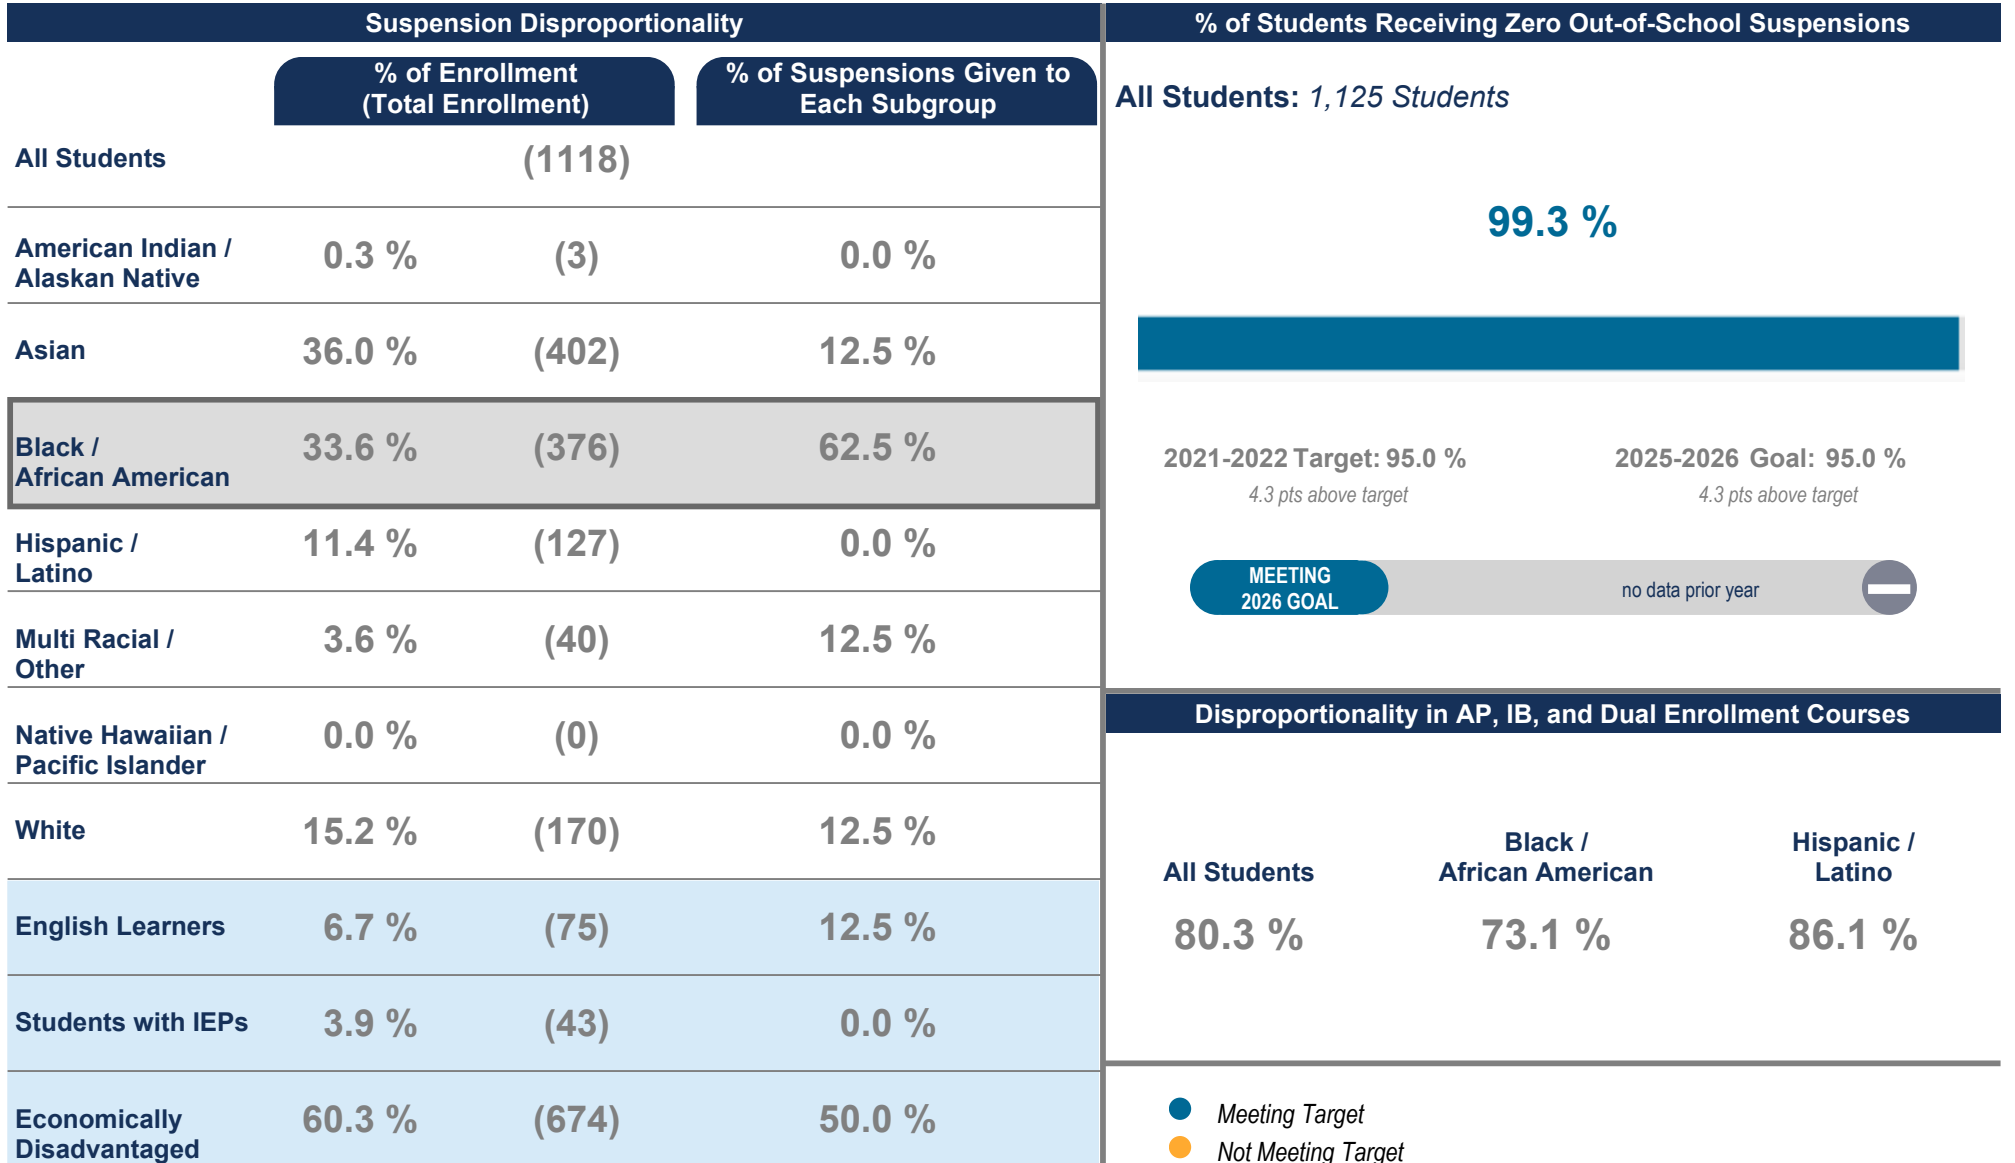 Suspension Disproportionality
% of Enrollment
(Total Enrollment)
% of Suspensions Given to
Each Subgroup
All Students (1118)
American Indian /
Alaskan Native
0.3 % (3) 0.0 %
Asian 36.0 % (402) 12.5 %
Black /
African American
33.6 % (376) 62.5 %
Hispanic /
Latino
11.4 % (127) 0.0 %
Multi Racial /
Other
3.6 % (40) 12.5 %
Native Hawaiian /
Pacific Islander
0.0 % (0) 0.0 %
White 15.2 % (170) 12.5 %
English Learners 6.7 % (75) 12.5 %
Students with IEPs 3.9 % (43) 0.0 %
Economically
Disadvantaged
60.3 % (674) 50.0 %
% of Students Receiving Zero Out-of-School Suspensions
All Students: 1,125 Students
99.3 %
2021-2022 Target: 95.0 %
4.3 pts above target
2025-2026 Goal: 95.0 %
4.3 pts above target
MEETING
2026 GOAL
no data prior year
Disproportionality in AP, IB, and Dual Enrollment Courses
All Students
80.3 %
Black /
African American
73.1 %
Hispanic /
Latino
86.1 %
Meeting Target
Not Meeting Target